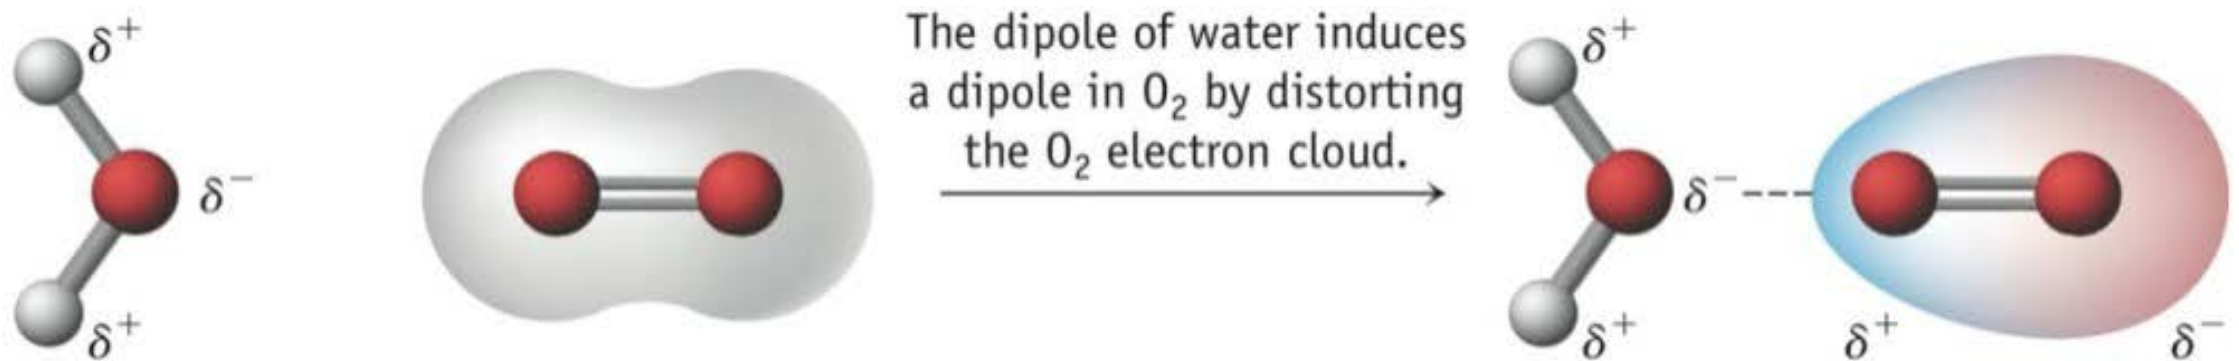 δ⁺
δ⁻
δ⁺
The dipole of water induces
a dipole in O₂ by distorting
the O₂ electron cloud.
δ⁺
δ⁻
δ⁺
δ⁺
δ⁻